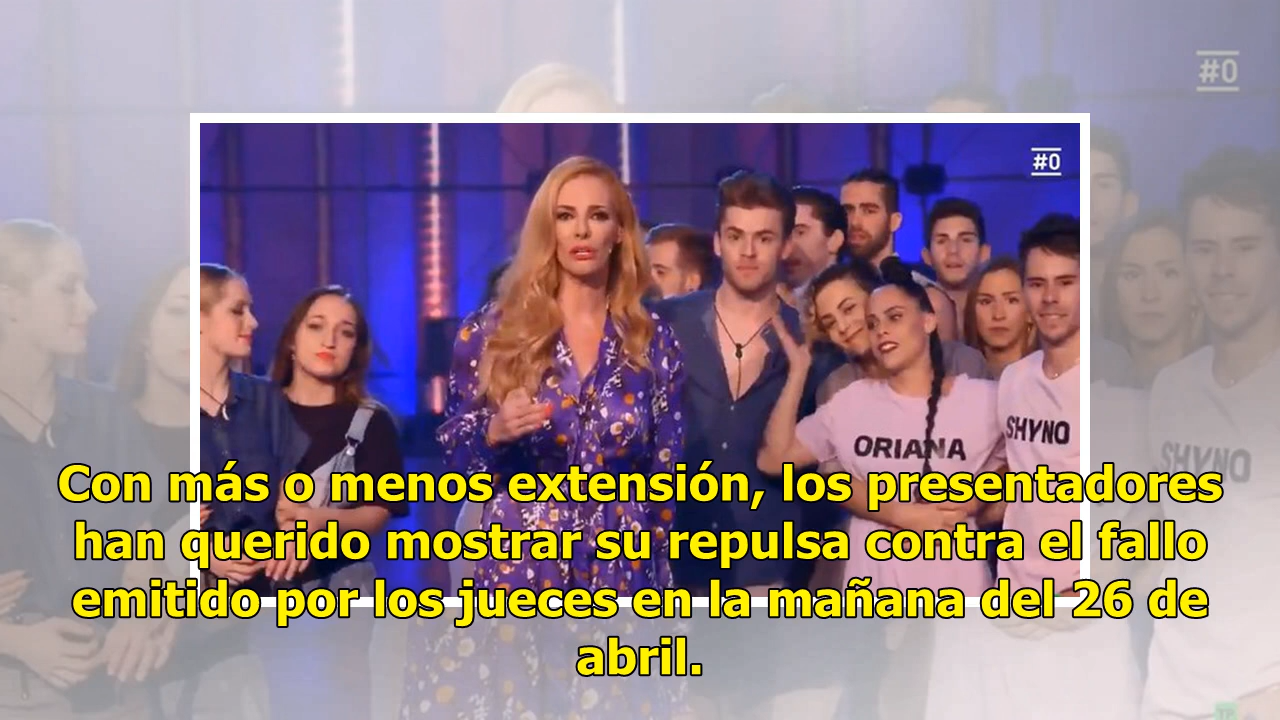 #0
#0
ORIANA
SHYNO
SHYNO
Con más o menos extensión, los presentadores
han querido mostrar su repulsa contra el fallo
emitido por los jueces en la mañana del 26 de
abril.
TP